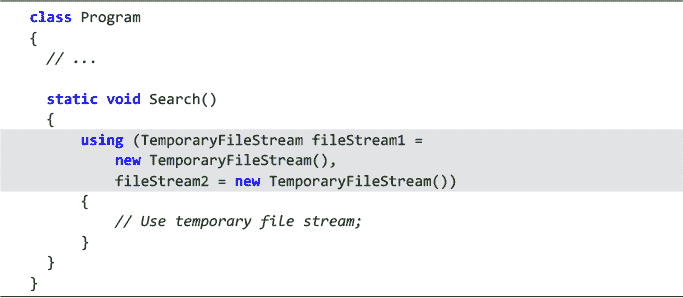 class Program
{
// ...
static void Search()
{
using (TemporaryFileStream fileStream1 =
new TemporaryFileStream(),
fileStream2 = new TemporaryFileStream())
{
// Use temporary file stream;
}
}
}